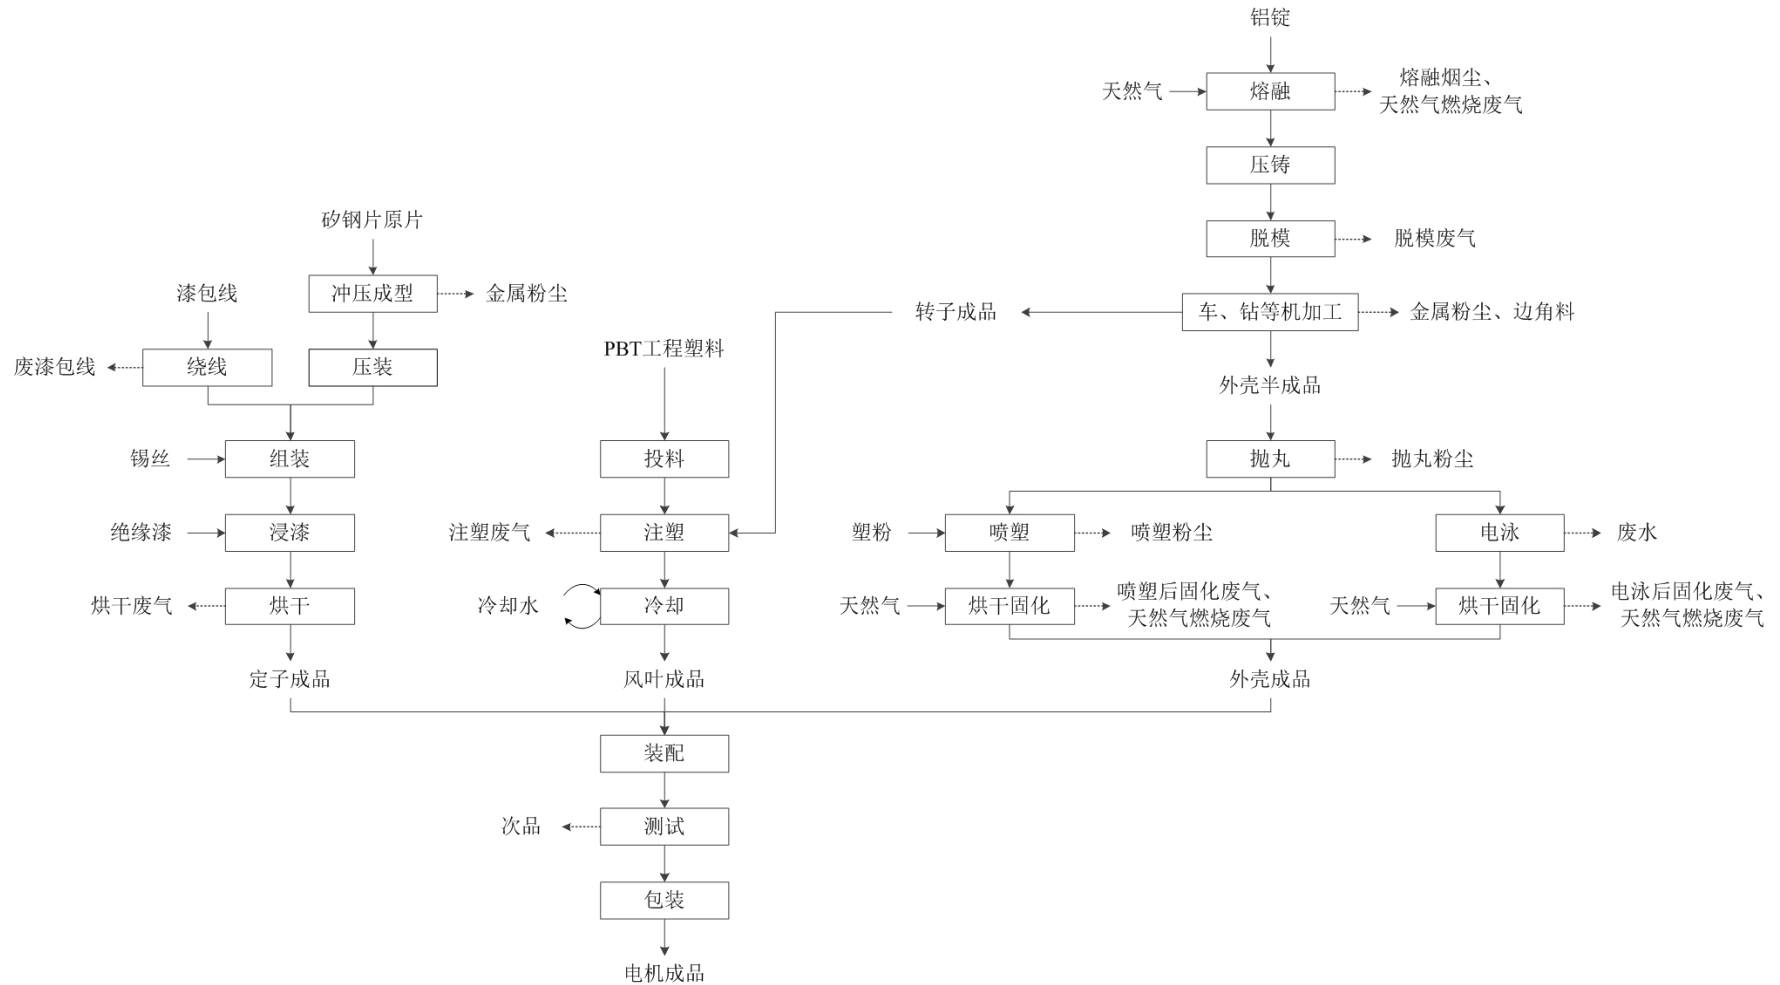 铝锭
天然气
熔融
熔融烟尘、
天然气燃烧废气
压铸
脱模
脱模废气
矽钢片原片
漆包线
冲压成型
金属粉尘
转子成品
车、钻等机加工
金属粉尘、边角料
废漆包线
绕线
压装
PBT工程塑料
外壳半成品
锡丝
组装
投料
抛丸
抛丸粉尘
绝缘漆
浸漆
注塑废气
注塑
塑粉
喷塑
喷塑粉尘
电泳
废水
烘干废气
烘干
冷却水
冷却
天然气
烘干固化
喷塑后固化废气、
天然气燃烧废气
天然气
烘干固化
电泳后固化废气、
天然气燃烧废气
定子成品
风叶成品
外壳成品
装配
次品
测试
包装
电机成品